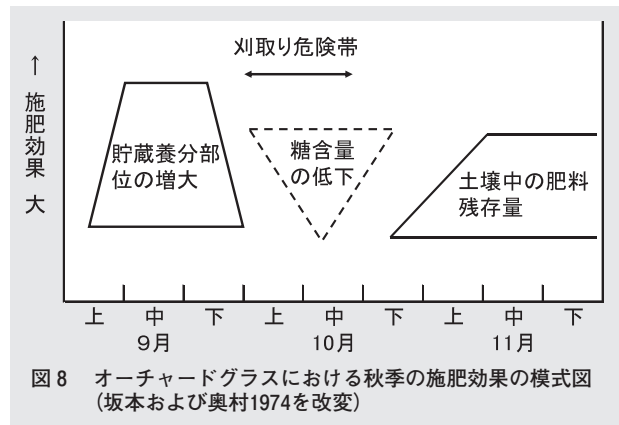 刈取り危険帯
↑ 施肥効果 大
貯蔵養分部
位の増大
糖含量
の低下
土壌中の肥料
残存量
上 中 下 上 中 下 上 中 下
9月 10月 11月
図8 オーチャードグラスにおける秋季の施肥効果の模式図
(坂本および奥村1974を改変)